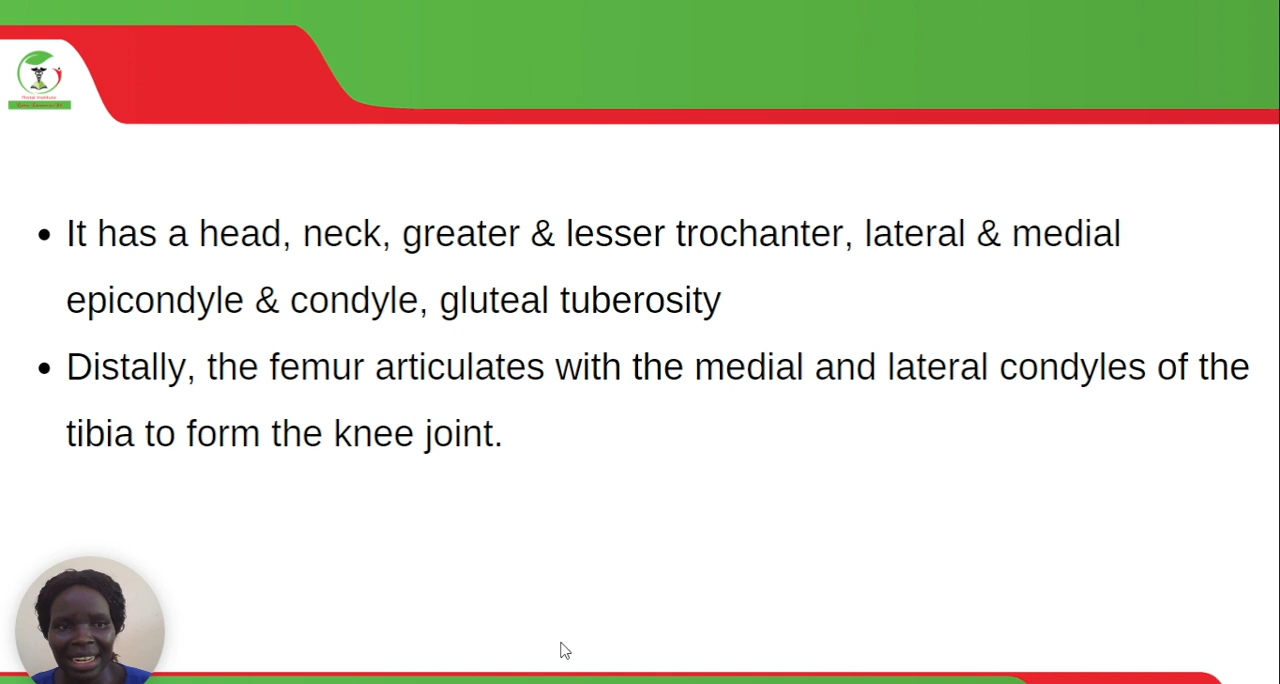 It has a head, neck, greater & lesser trochanter, lateral & medial
epicondyle & condyle, gluteal tuberosity
Distally, the femur articulates with the medial and lateral condyles of the
tibia to form the knee joint.